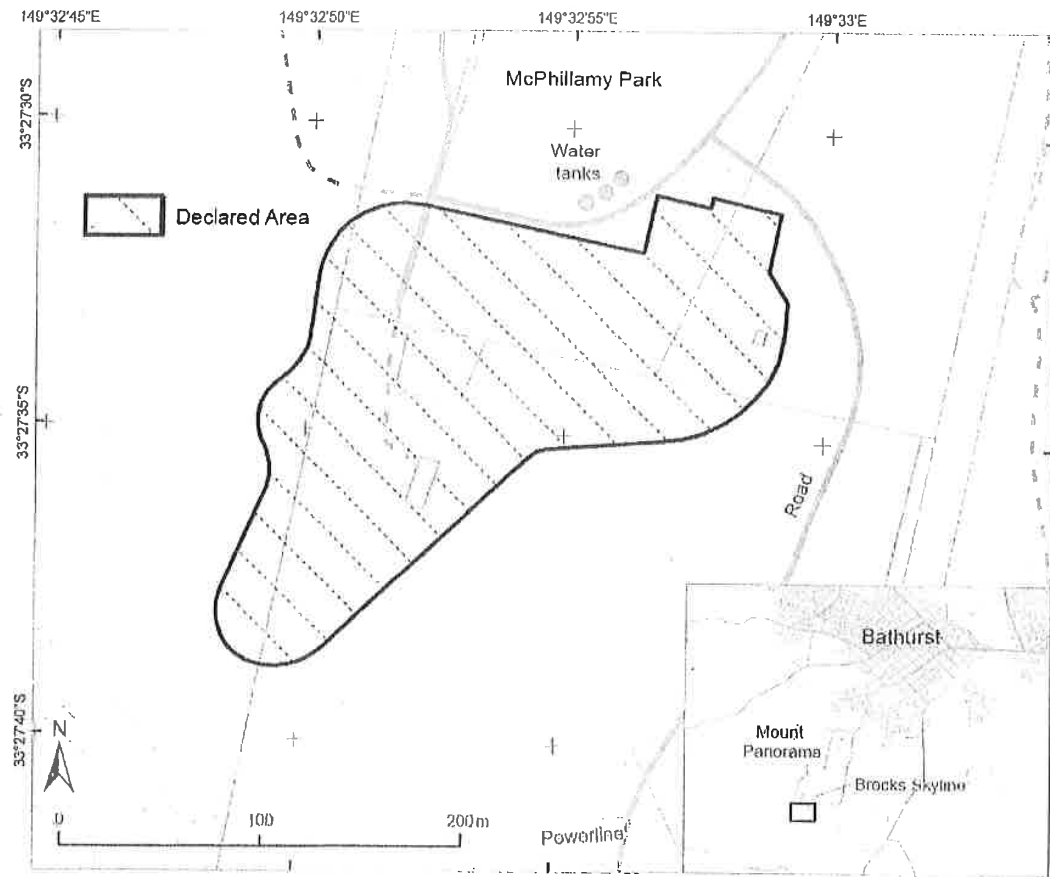 149°32'45"E
149°32'50"E
149°32'55"E
149°33'E
McPhillamy Park
33°27'30"S
Water
tanks
Declared Area
33°27'35"S
Road
Bathurst
Mount
Panorama
Brocks Skyline
33°27'40"S
N
0
100
200m
Powerline